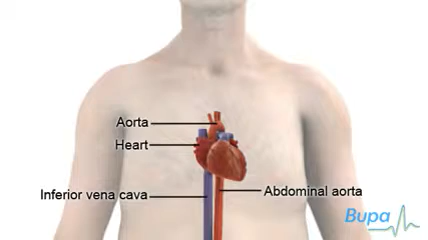 Aorta
Heart
Inferior vena cava
Abdominal aorta
Bupa